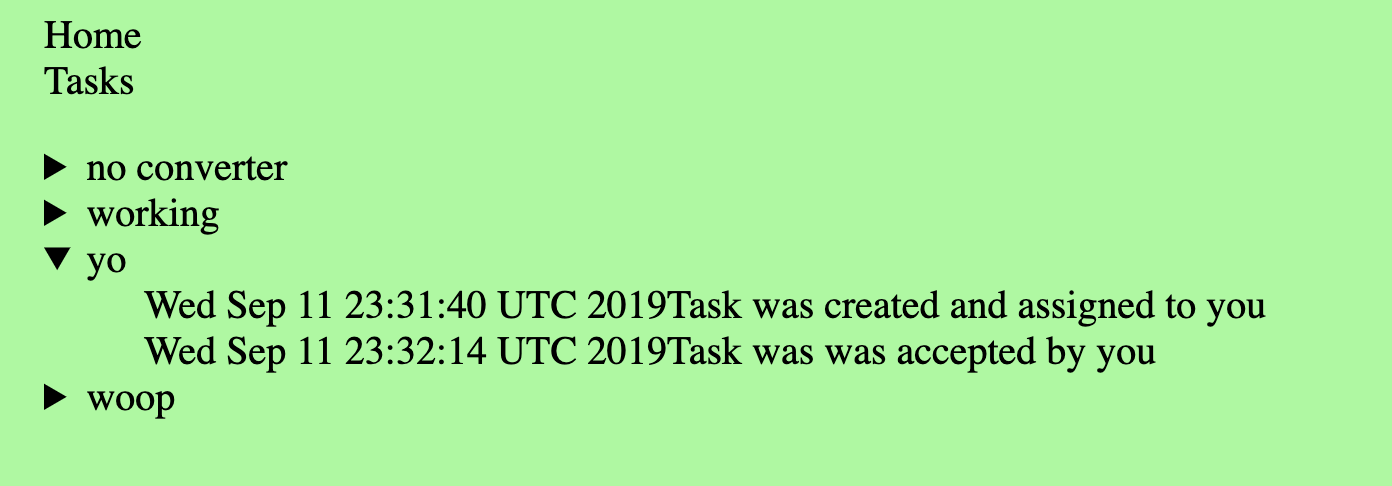 Home
Tasks
no converter
working
yo
Wed Sep 11 23:31:40 UTC 2019Task was created and assigned to you
Wed Sep 11 23:32:14 UTC 2019Task was was accepted by you
woop